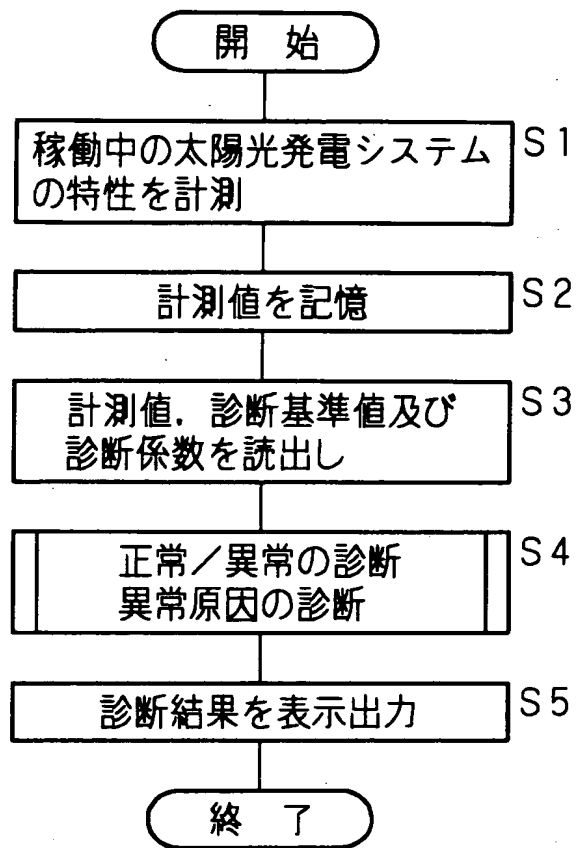 開 始
稼働中の太陽光発電システム
の特性を計測
S1
計測値を記憶
S2
計測値，診断基準値及び
診断係数を読出し
S3
正常／異常の診断
異常原因の診断
S4
診断結果を表示出力
S5
終 了